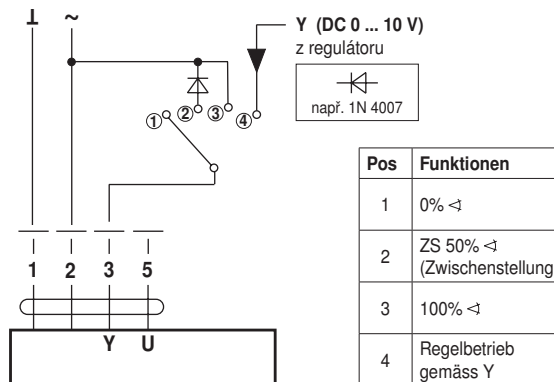 ⊥ ~
Y (DC 0 ... 10 V)
z regulátoru
např. 1N 4007
① ② ③ ④
Pos Funktionen
1 0% ⊲
2 ZS 50% ⊲
(Zwischenstellung
3 100% ⊲
4 Regelbetrieb
gemäss Y
1 2 3 5
Y U